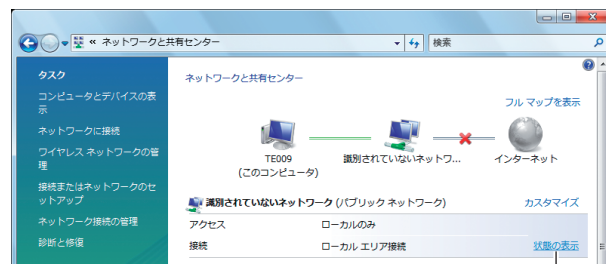 « ネットワークと共有センター
検索
タスク
コンピュータとデバイスの表
示
ネットワークに接続
ワイヤレス ネットワークの管
理
接続またはネットワークのセ
ットアップ
ネットワーク接続の管理
診断と修復
ネットワークと共有センター
フル マップを表示
TE009
(このコンピュータ)
識別されていないネットワ...
インターネット
識別されていないネットワーク (パブリック ネットワーク)
カスタマイズ
アクセス
ローカルのみ
接続
ローカル エリア接続
状態の表示